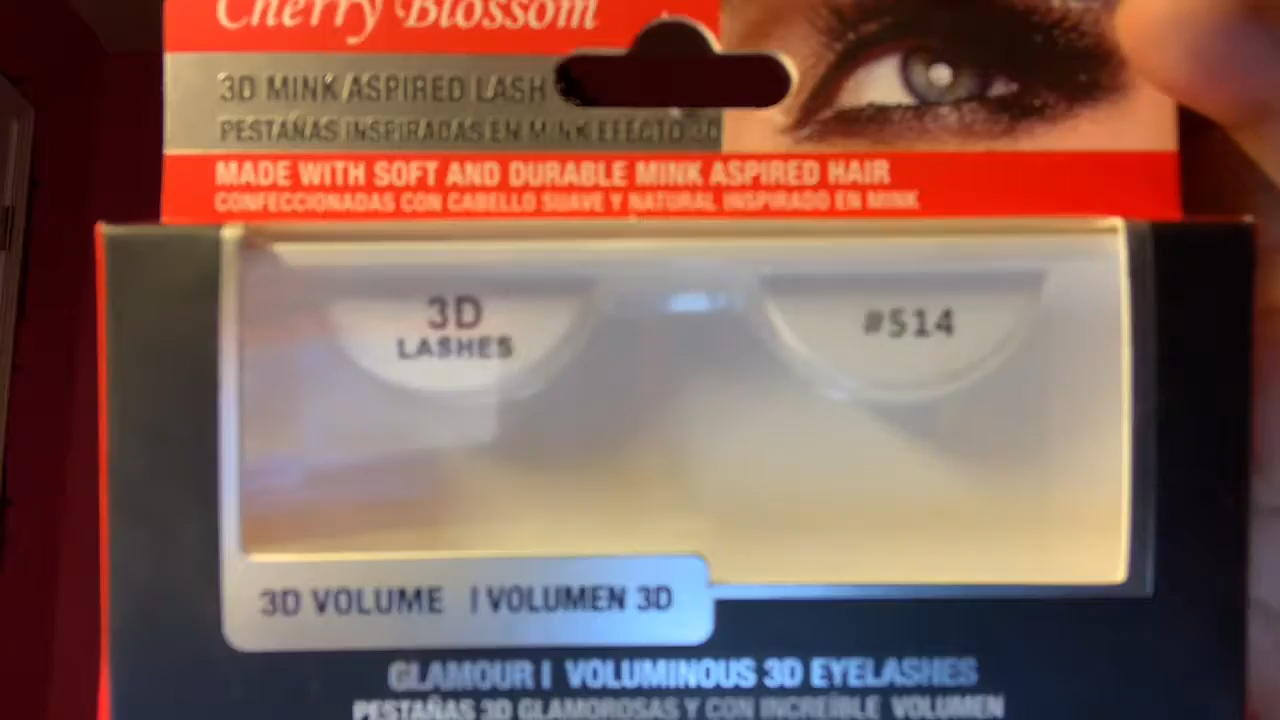 Cherry Blossom
3D MINK ASPIRED LASH
PESTAÑAS INSPIRADAS EN MINK EFECTO 3D
MADE WITH SOFT AND DURABLE MINK ASPIRED HAIR
CONFECCIONADAS CON CABELLO SUAVE Y NATURAL INSPIRADO EN MINK
3D
LASHES
#514
3D VOLUME | VOLUMEN 3D
GLAMOUR | VOLUMINOUS 3D EYELASHES
PESTAÑAS 3D GLAMOROSAS Y CON INCREÍBLE VOLUMEN